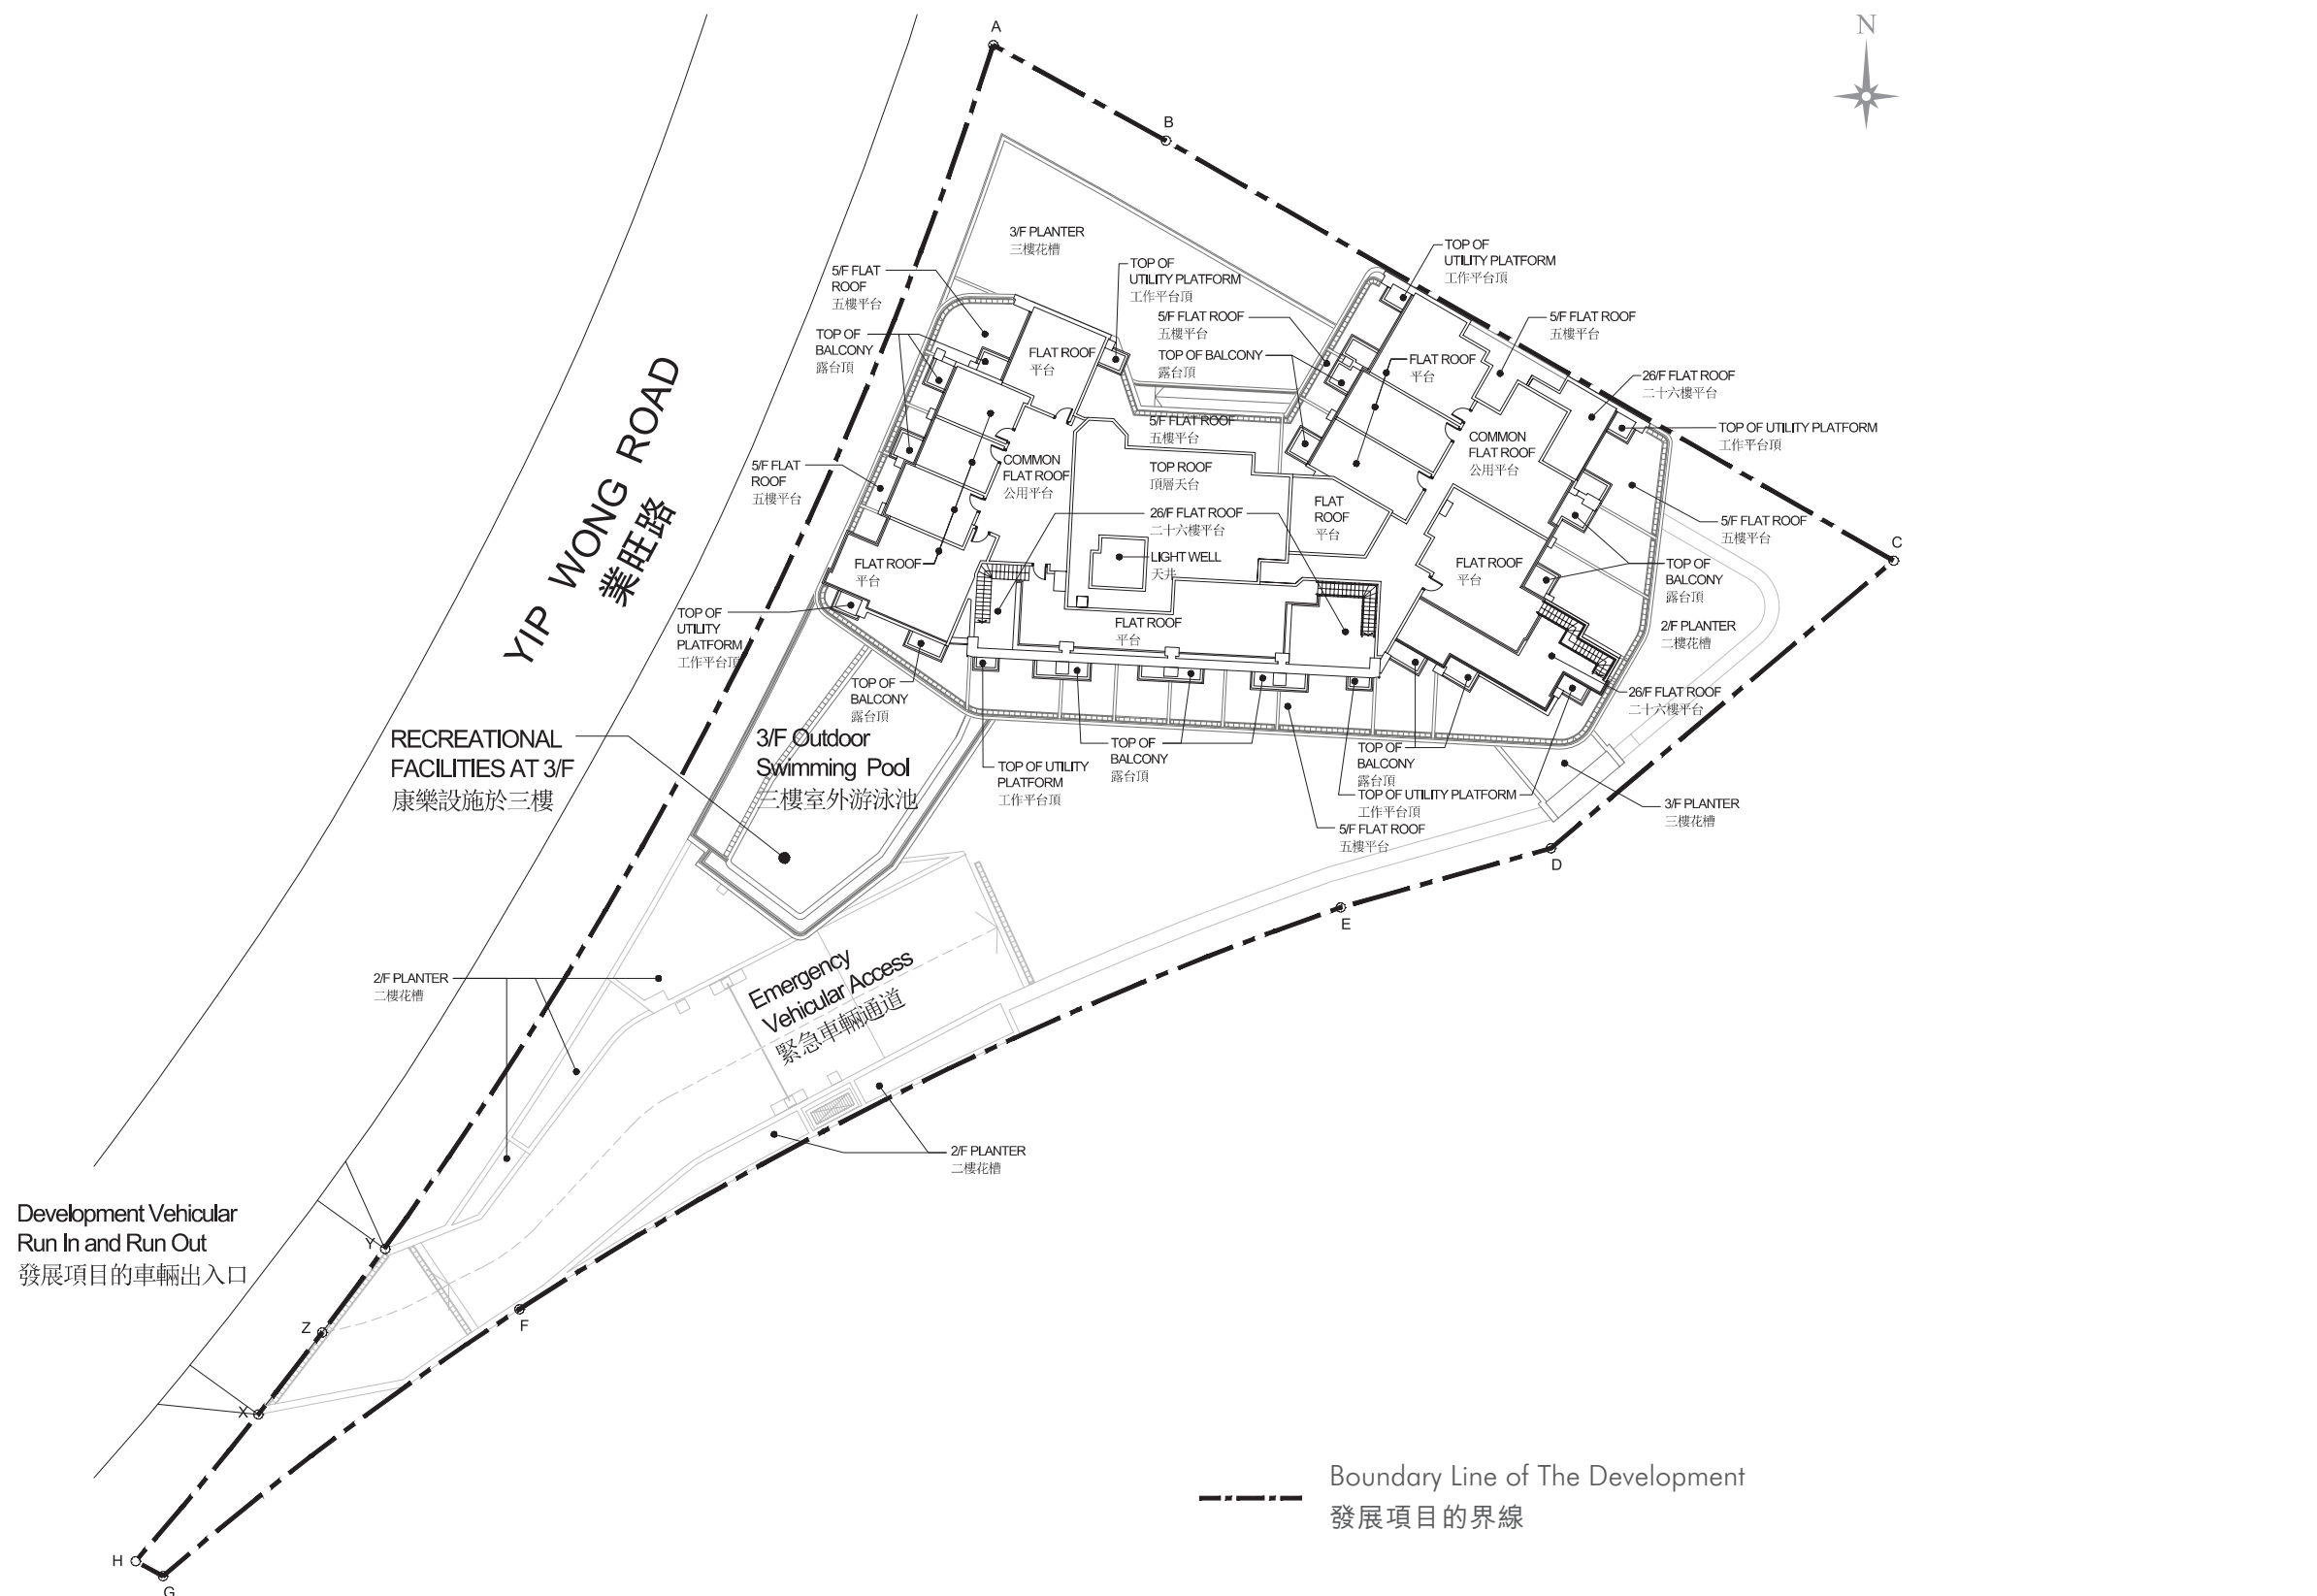 A
N
B
3/F PLANTER
三樓花槽
TOP OF
UTILITY PLATFORM
工作平台頂
TOP OF
UTILITY PLATFORM
工作平台頂
5/F FLAT
ROOF
五樓平台
5/F FLAT ROOF
五樓平台
5/F FLAT ROOF
五樓平台
TOP OF
BALCONY
露台頂
FLAT ROOF
平台
TOP OF BALCONY
露台頂
FLAT ROOF
平台
26/F FLAT ROOF
二十六樓平台
5/F FLAT ROOF
五樓平台
TOP OF UTILITY PLATFORM
工作平台頂
COMMON
FLAT ROOF
公用平台
COMMON
FLAT ROOF
公用平台
5/F FLAT
ROOF
五樓平台
TOP ROOF
頂層天台
YIP WONG ROAD
業旺路
FLAT
ROOF
平台
26/F FLAT ROOF
二十六樓平台
5/F FLAT ROOF
五樓平台
C
LIGHT WELL
天井
FLAT ROOF
平台
FLAT ROOF
平台
TOP OF
BALCONY
露台頂
TOP OF
UTILITY
PLATFORM
工作平台頂
FLAT ROOF
平台
2/F PLANTER
二樓花槽
TOP OF
BALCONY
露台頂
26/F FLAT ROOF
二十六樓平台
RECREATIONAL
FACILITIES AT 3/F
康樂設施於三樓
3/F Outdoor
Swimming Pool
三樓室外游泳池
TOP OF
BALCONY
露台頂
TOP OF
BALCONY
露台頂
TOP OF UTILITY
PLATFORM
工作平台頂
TOP OF UTILITY PLATFORM
工作平台頂
3/F PLANTER
三樓花槽
5/F FLAT ROOF
五樓平台
D
E
2/F PLANTER
二樓花槽
Emergency
Vehicular Access
緊急車輛通道
2/F PLANTER
二樓花槽
Development Vehicular
Run In and Run Out
發展項目的車輛出入口
Y
Z
F
X
H
G
Boundary Line of The Development
發展項目的界線